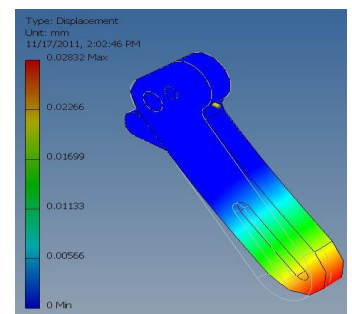 Type: Displacement
Unit: mm
11/17/2011, 2:02:46 PM
0.02832 Max
0.02266
0.01699
0.01133
0.00566
0 Min